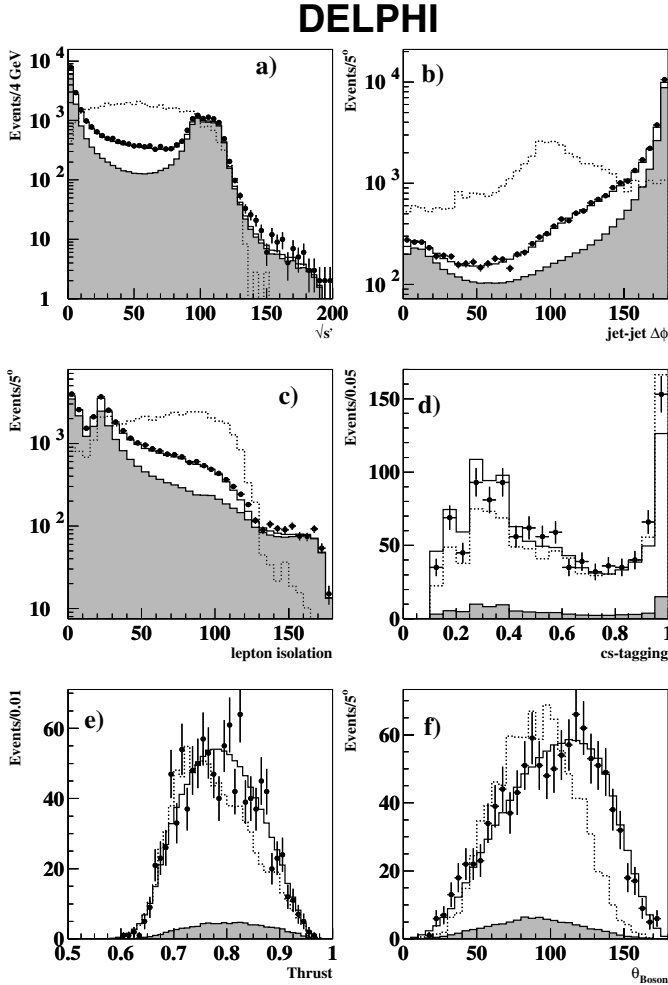 DELPHI
a)
Events/4 GeV
10⁴
10³
10²
10
1
0 50 100 150 200
√s'
b)
Events/5°
10⁴
10³
10²
0 50 100 150
jet-jet Δϕ
c)
Events/5°
10³
10²
10
0 50 100 150
lepton isolation
d)
Events/0.05
150
100
50
0
0 0.2 0.4 0.6 0.8 1
cs-tagging
e)
Events/0.01
60
40
20
0
0.5 0.6 0.7 0.8 0.9 1
Thrust
f)
Events/5°
60
40
20
0
0 50 100 150
θBoson